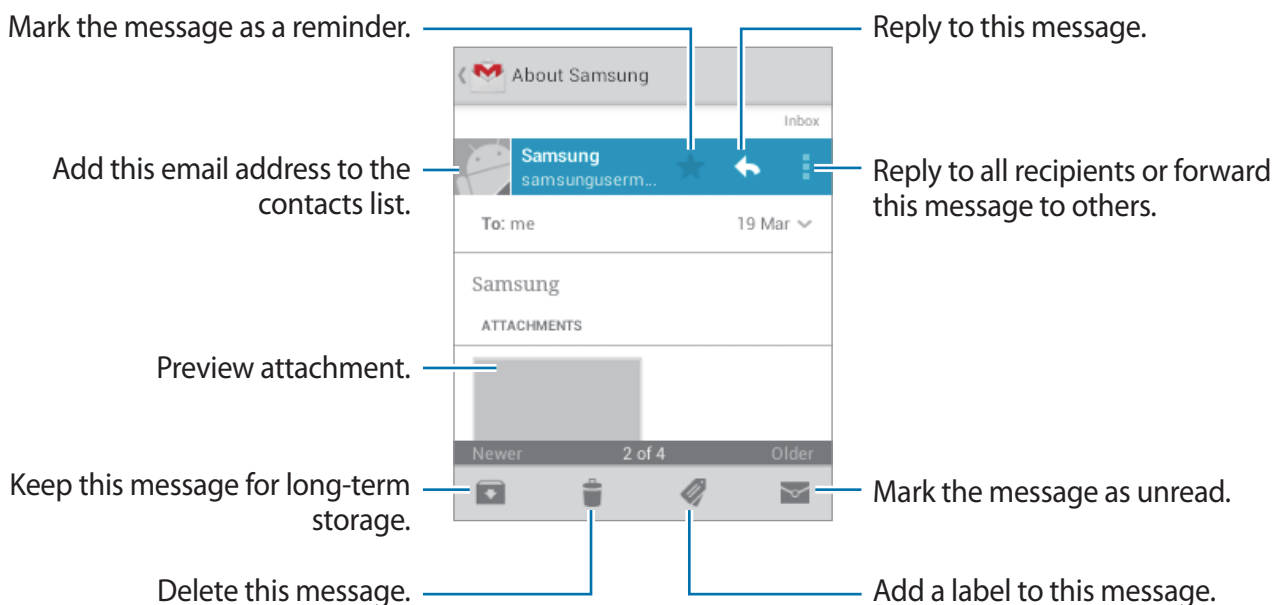 Mark the message as a reminder.
Reply to this message.
About Samsung
Inbox
Add this email address to the
contacts list.
Samsung
samsunguserm...
Reply to all recipients or forward
this message to others.
To: me
19 Mar
Samsung
ATTACHMENTS
Preview attachment.
Newer
2 of 4
Older
Keep this message for long-term
storage.
Mark the message as unread.
Delete this message.
Add a label to this message.